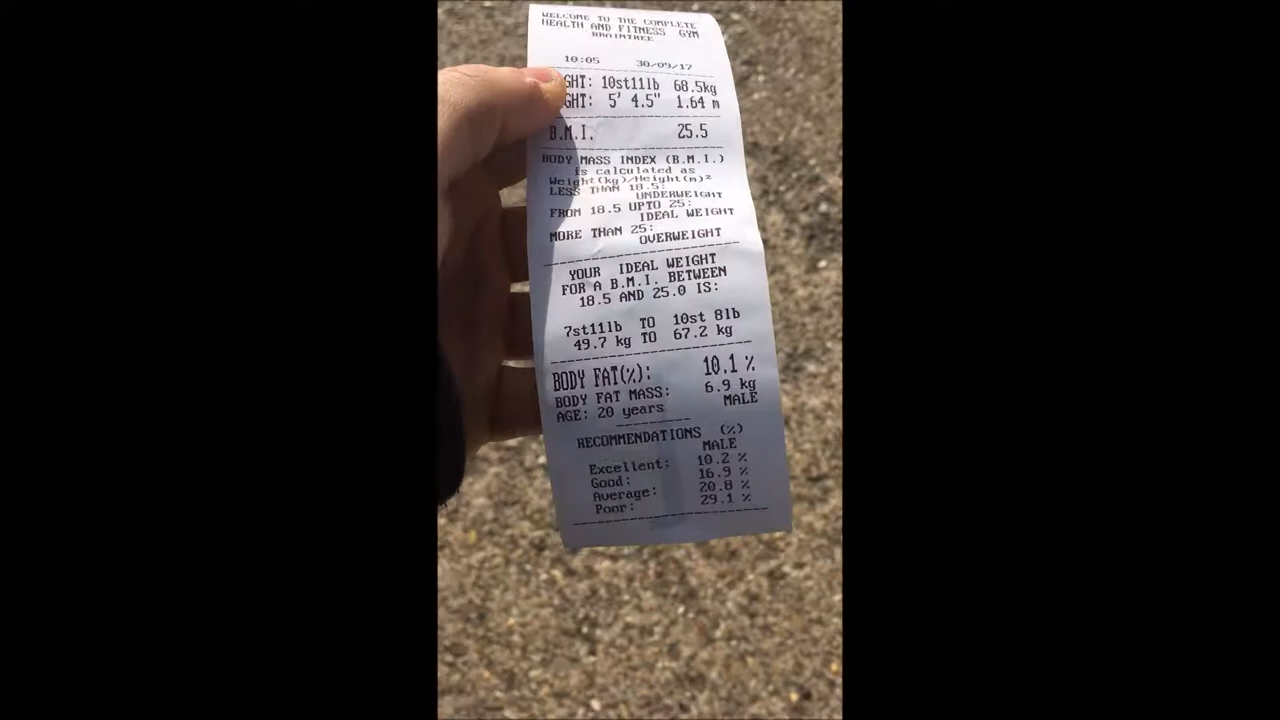 WELCOME TO THE COMPLETE
HEALTH AND FITNESS GYM
BRAINTREE
10:05 30/09/17
GHT: 10st11lb 68.5kg
GHT: 5' 4.5" 1.64 m
B.M.I. 25.5
BODY MASS INDEX (B.M.I.)
is calculated as
Weight(kg)/Height(m)²
LESS THAN 18.5:
UNDERWEIGHT
FROM 18.5 UPTO 25:
IDEAL WEIGHT
MORE THAN 25:
OVERWEIGHT
YOUR IDEAL WEIGHT
FOR A B.M.I. BETWEEN
18.5 AND 25.0 IS:
7st11lb TO 10st 8lb
49.7 kg TO 67.2 kg
BODY FAT(%): 10.1 %
BODY FAT MASS: 6.9 kg
AGE: 20 years MALE
RECOMMENDATIONS (%)
MALE
Excellent: 10.2 %
Good: 16.9 %
Average: 20.8 %
Poor: 29.1 %